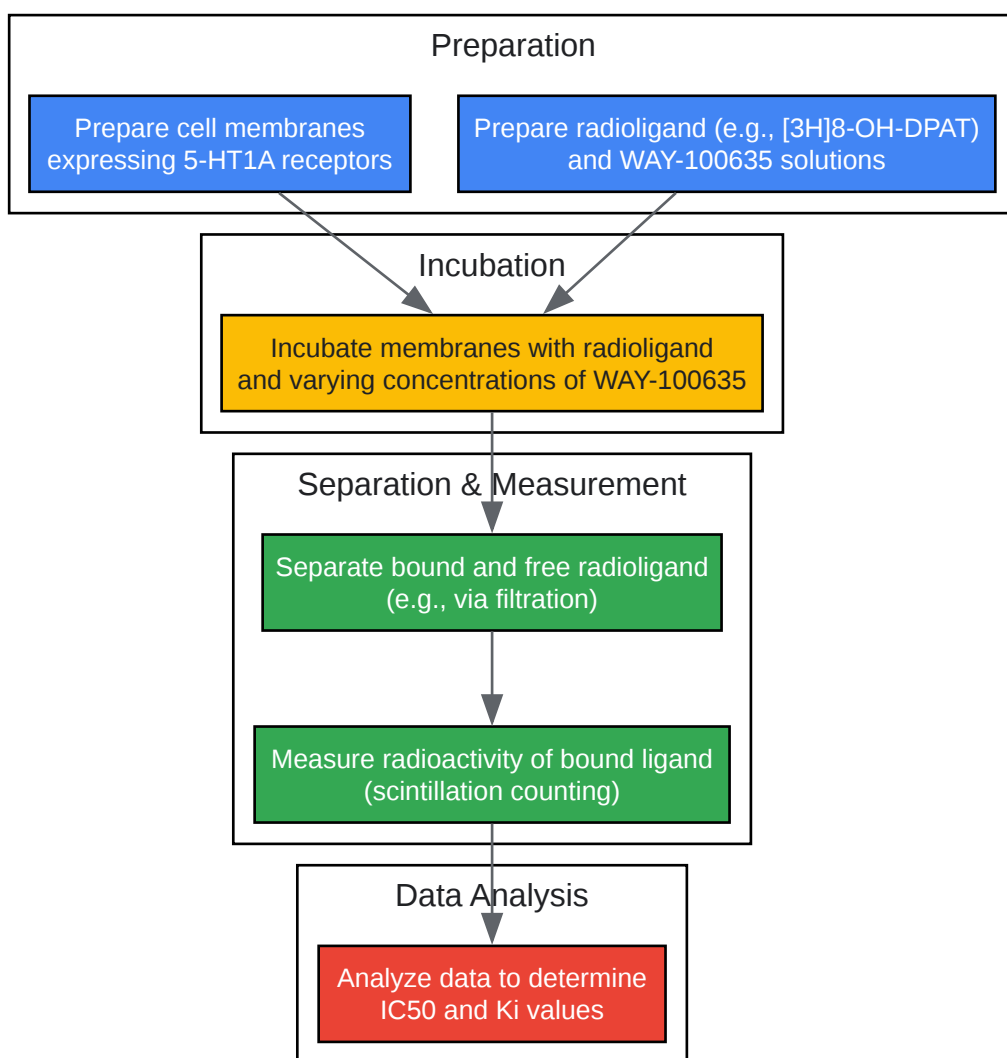 Preparation
Prepare cell membranes
expressing 5-HT1A receptors
Prepare radioligand (e.g., [3H]8-OH-DPAT)
and WAY-100635 solutions
Incubation
Incubate membranes with radioligand
and varying concentrations of WAY-100635
Separation & Measurement
Separate bound and free radioligand
(e.g., via filtration)
Measure radioactivity of bound ligand
(scintillation counting)
Data Analysis
Analyze data to determine
IC50 and Ki values